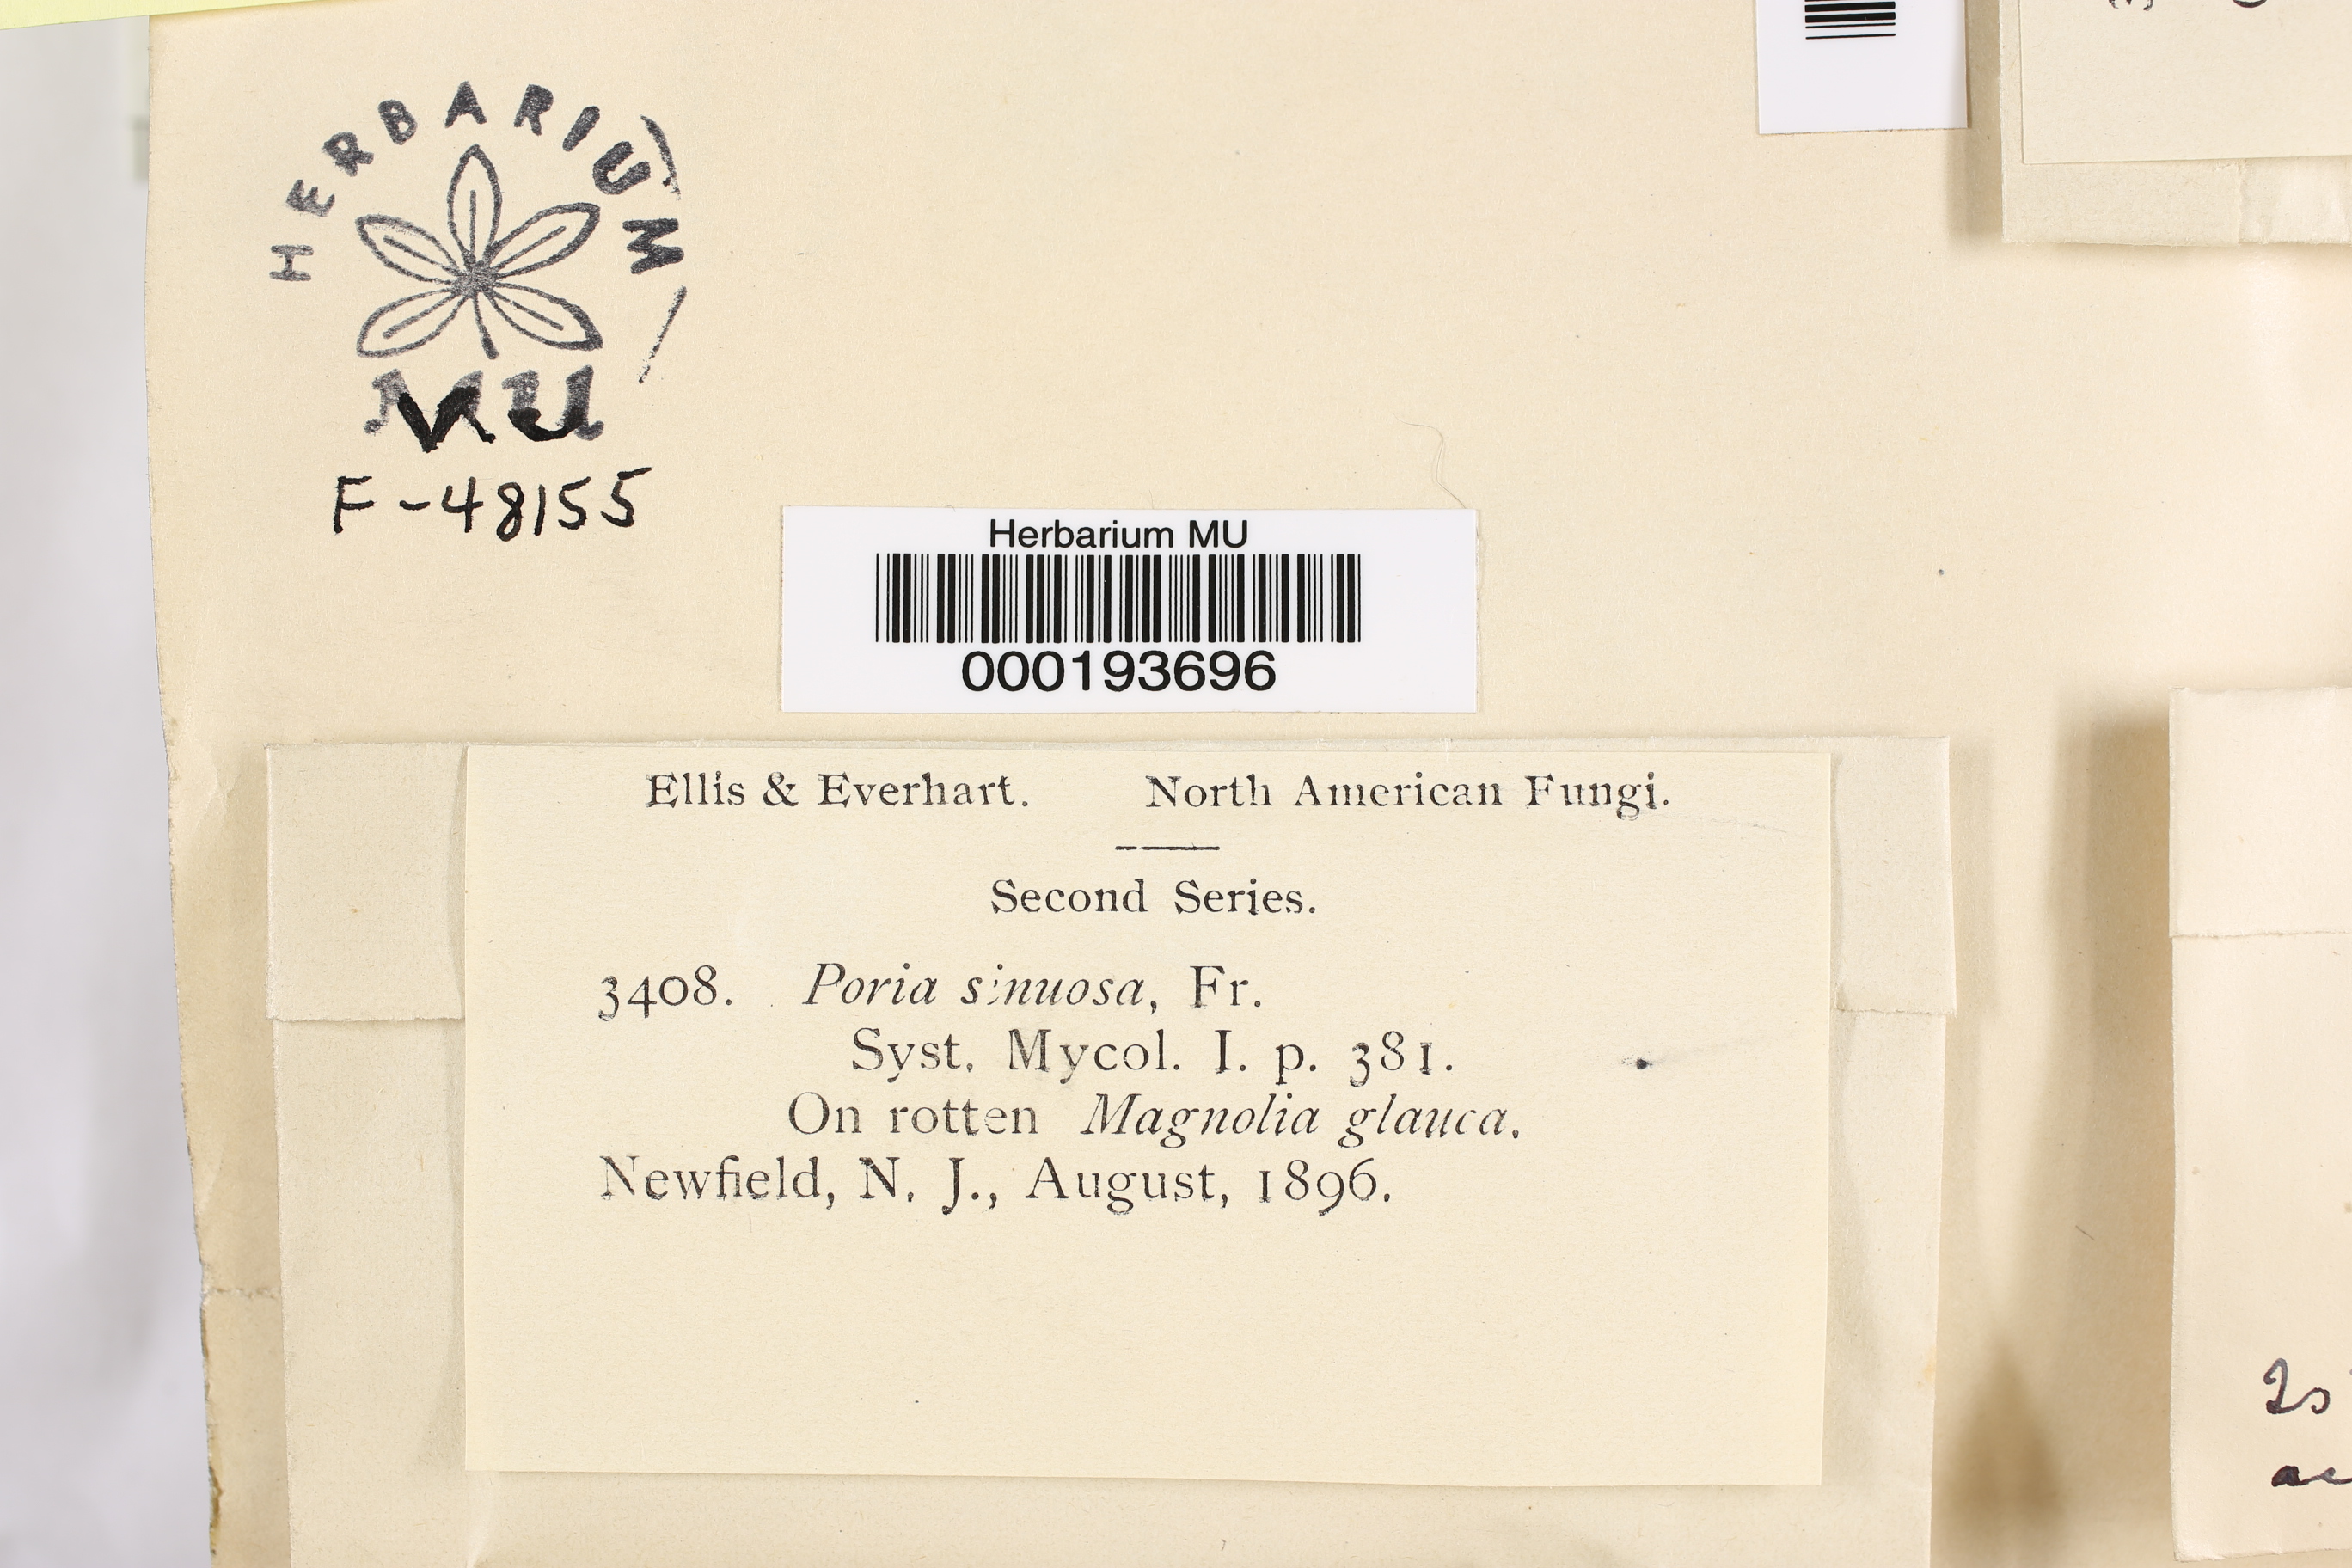 HERBARIUM
MU
F-48155
Herbarium MU
000193696
Ellis & Everhart. North American Fungi.
Second Series.
3408. Poria sinuosa, Fr.
Syst. Mycol. I. p. 381.
On rotten Magnolia glauca.
Newfield, N. J., August, 1896.